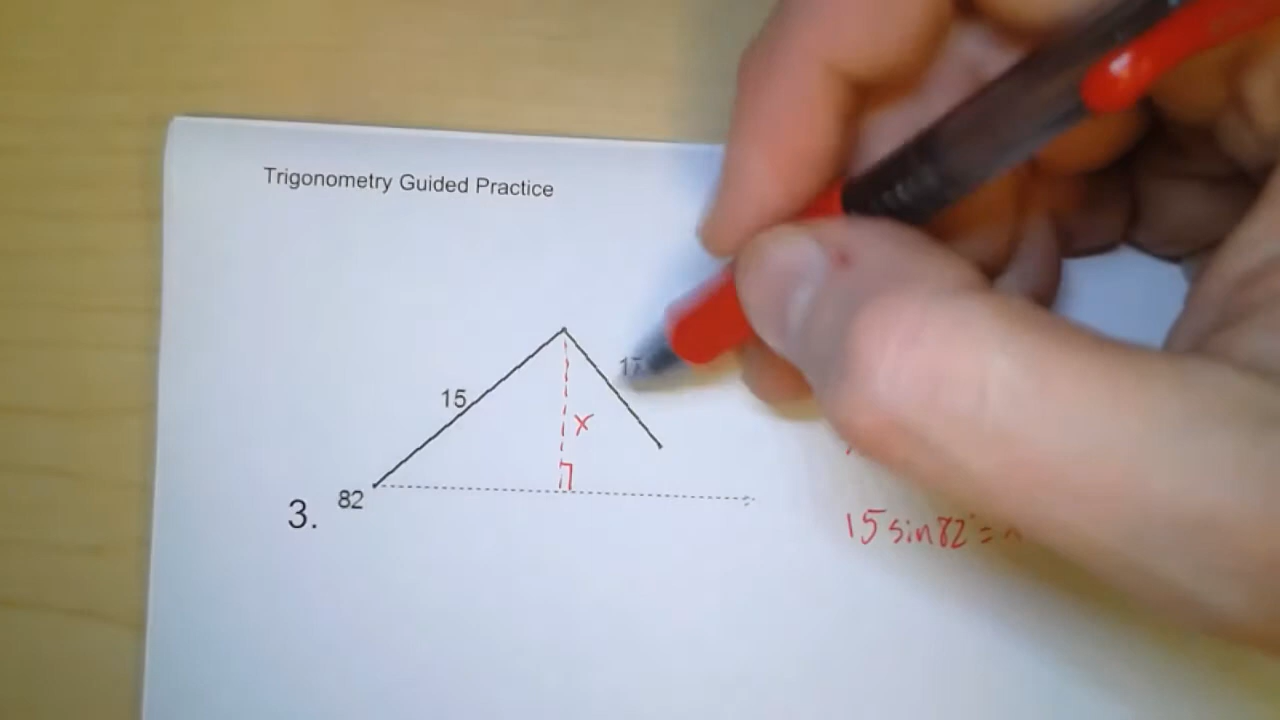 Trigonometry Guided Practice
15
x
82
3.
15 sin 82° =